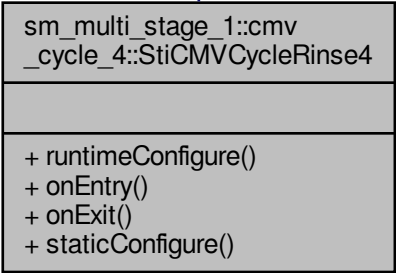 sm_multi_stage_1::cmv
_cycle_4::StiCMVCycleRinse4
+ runtimeConfigure()
+ onEntry()
+ onExit()
+ staticConfigure()